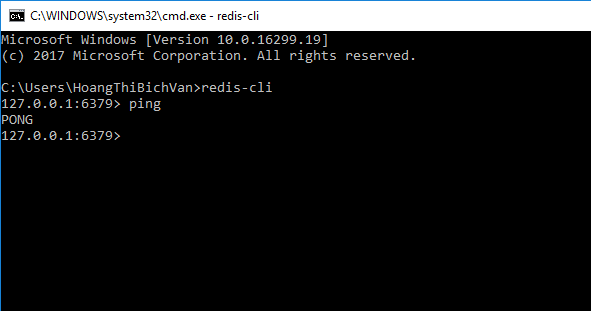 C:\WINDOWS\system32\cmd.exe - redis-cli
Microsoft Windows [Version 10.0.16299.19]
(c) 2017 Microsoft Corporation. All rights reserved.
C:\Users\HoangThiBichVan>redis-cli
127.0.0.1:6379> ping
PONG
127.0.0.1:6379>